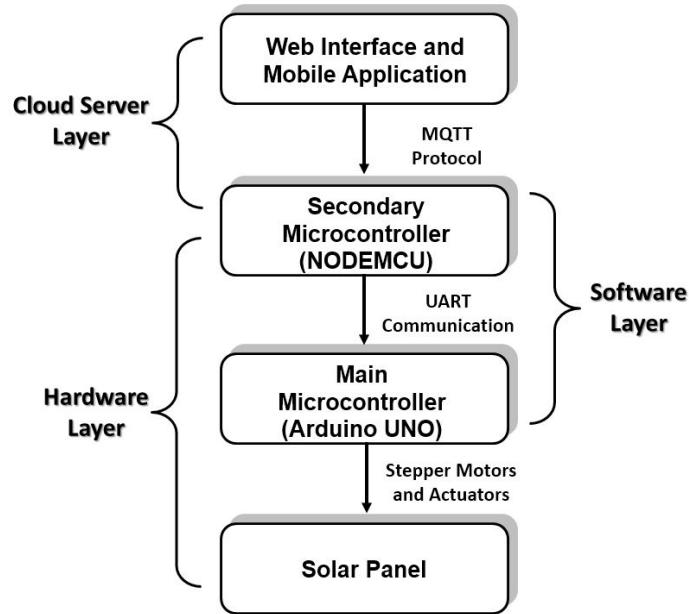 Web Interface and
Mobile Application
Cloud Server
Layer
MQTT
Protocol
Secondary
Microcontroller
(NODEMCU)
Software
Layer
UART
Communication
Hardware
Layer
Main
Microcontroller
(Arduino UNO)
Stepper Motors
and Actuators
Solar Panel